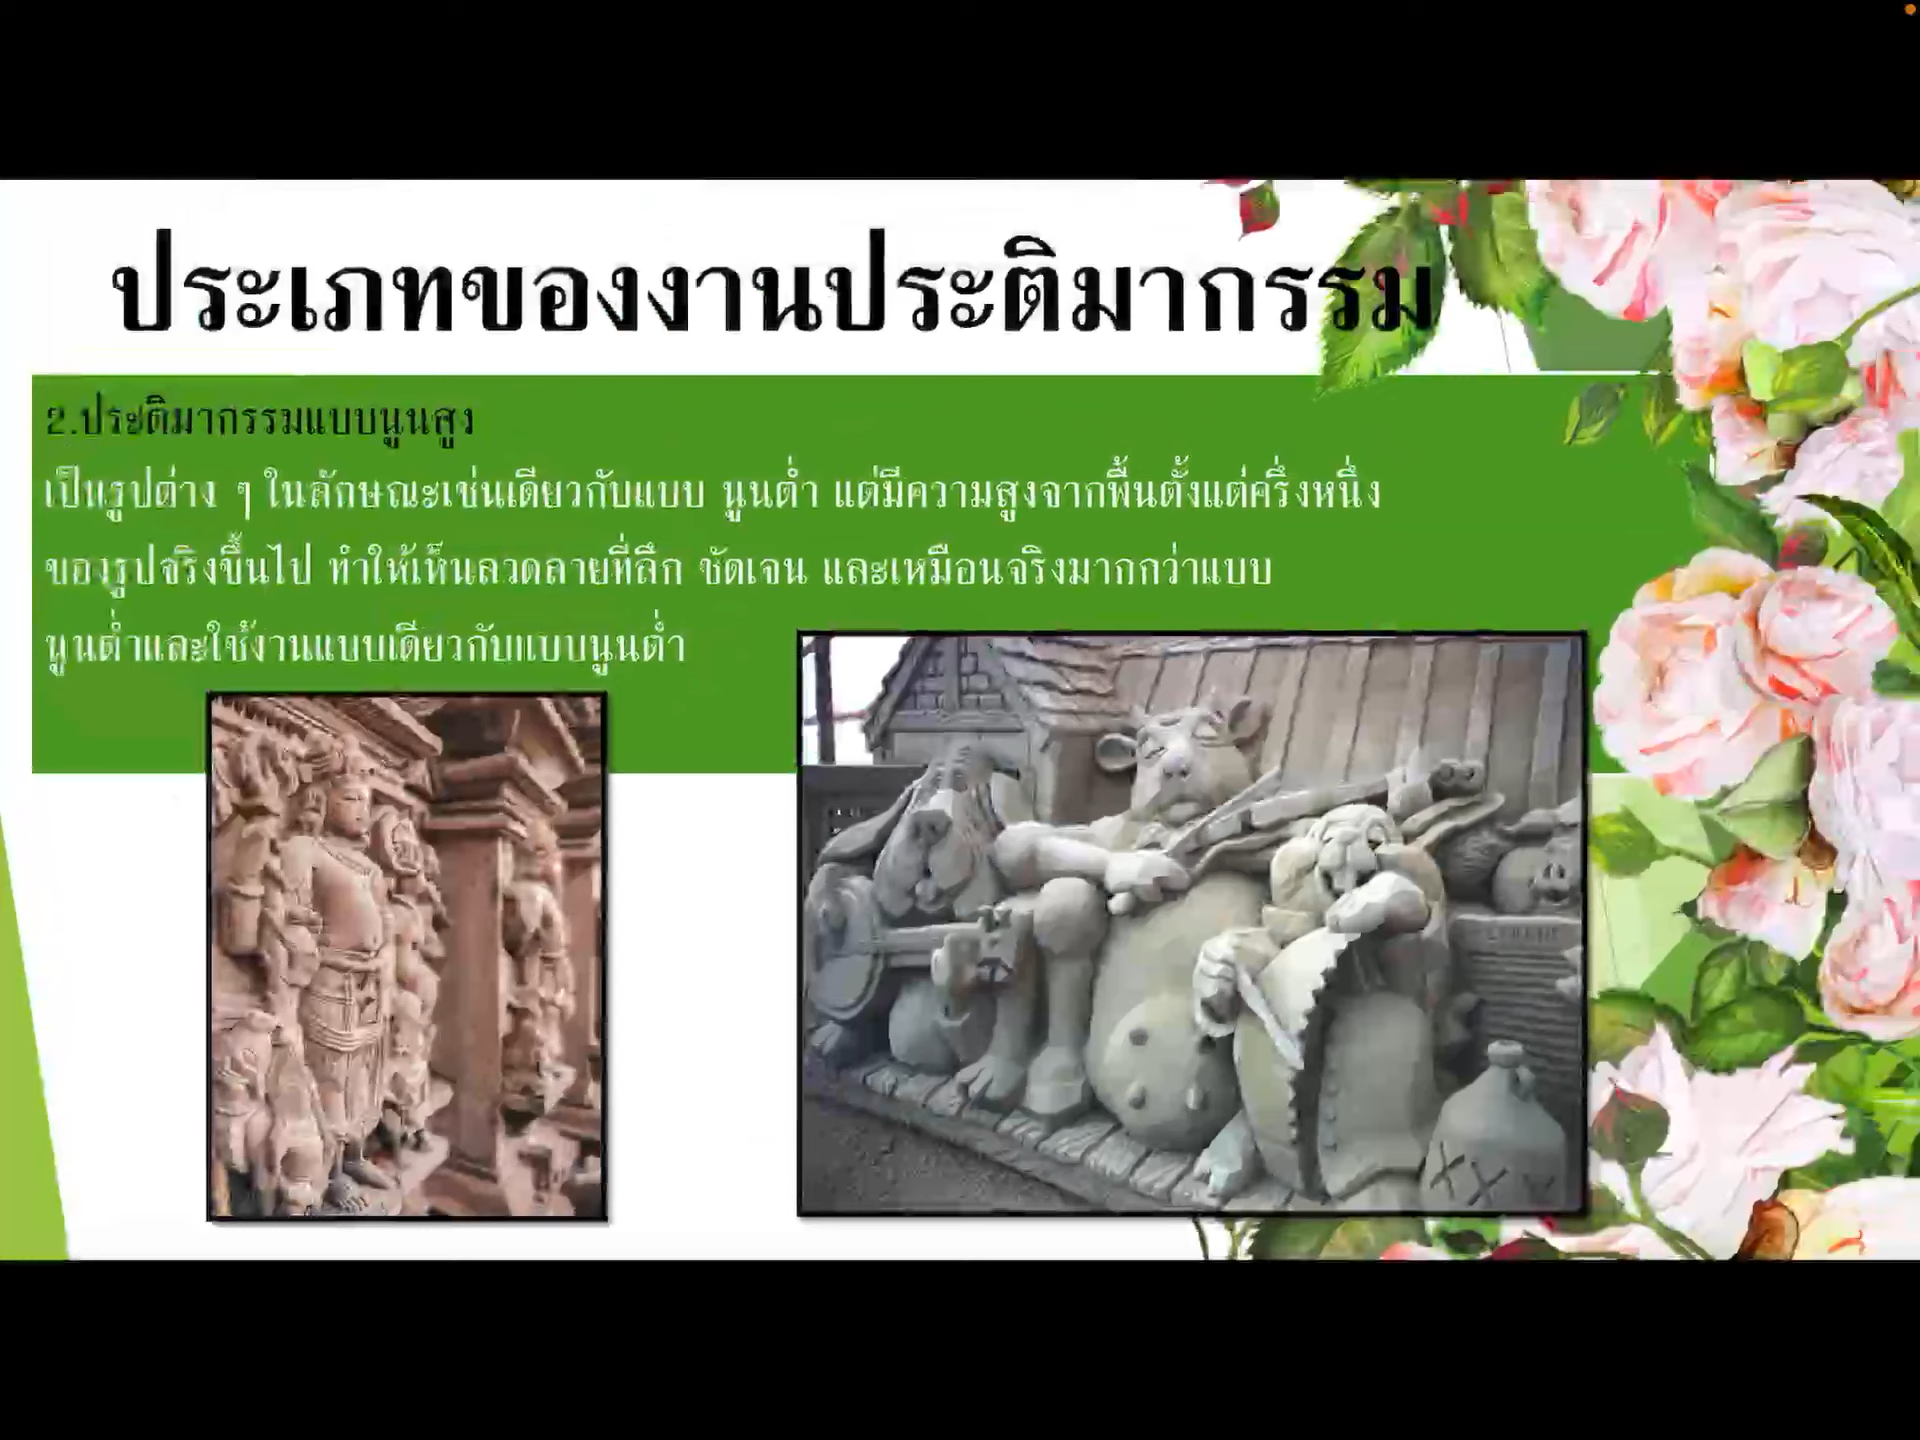 ประเภทของงานประติมากรรม
2.ประติมากรรมแบบนูนสูง
เป็นรูปต่าง ๆ ในลักษณะเช่นเดียวกับแบบ นูนต่ำ แต่มีความสูงจากพื้นตั้งแต่ครึ่งหนึ่ง
ของรูปจริงขึ้นไป ทำให้เห็นลวดลายที่ลึก ชัดเจน และเหมือนจริงมากกว่าแบบ
นูนต่ำและใช้งานแบบเดียวกับแบบนูนต่ำ
XX